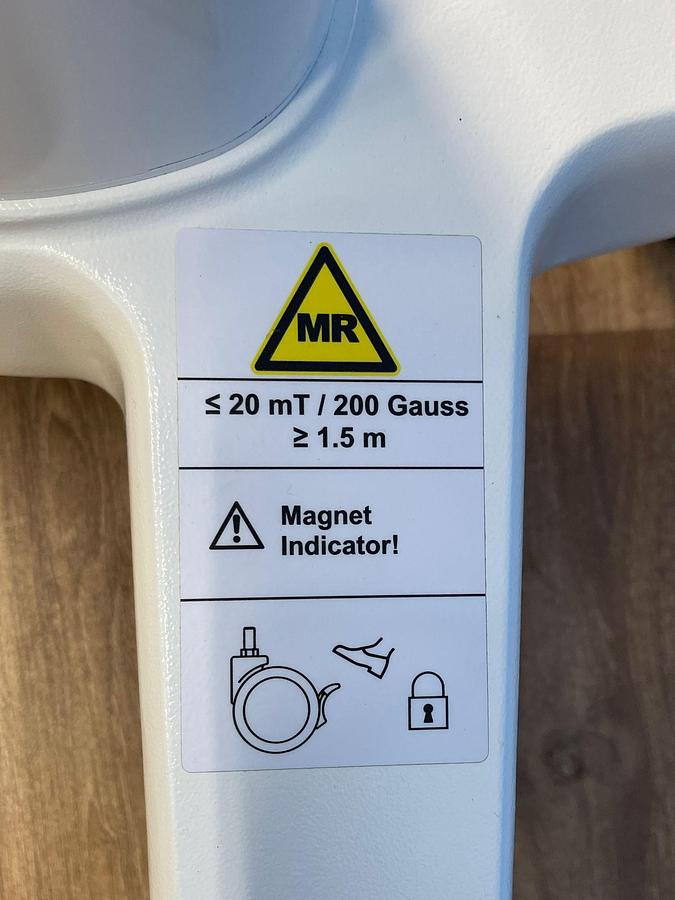 MR
≤ 20 mT / 200 Gauss
≥ 1.5 m
Magnet
Indicator!